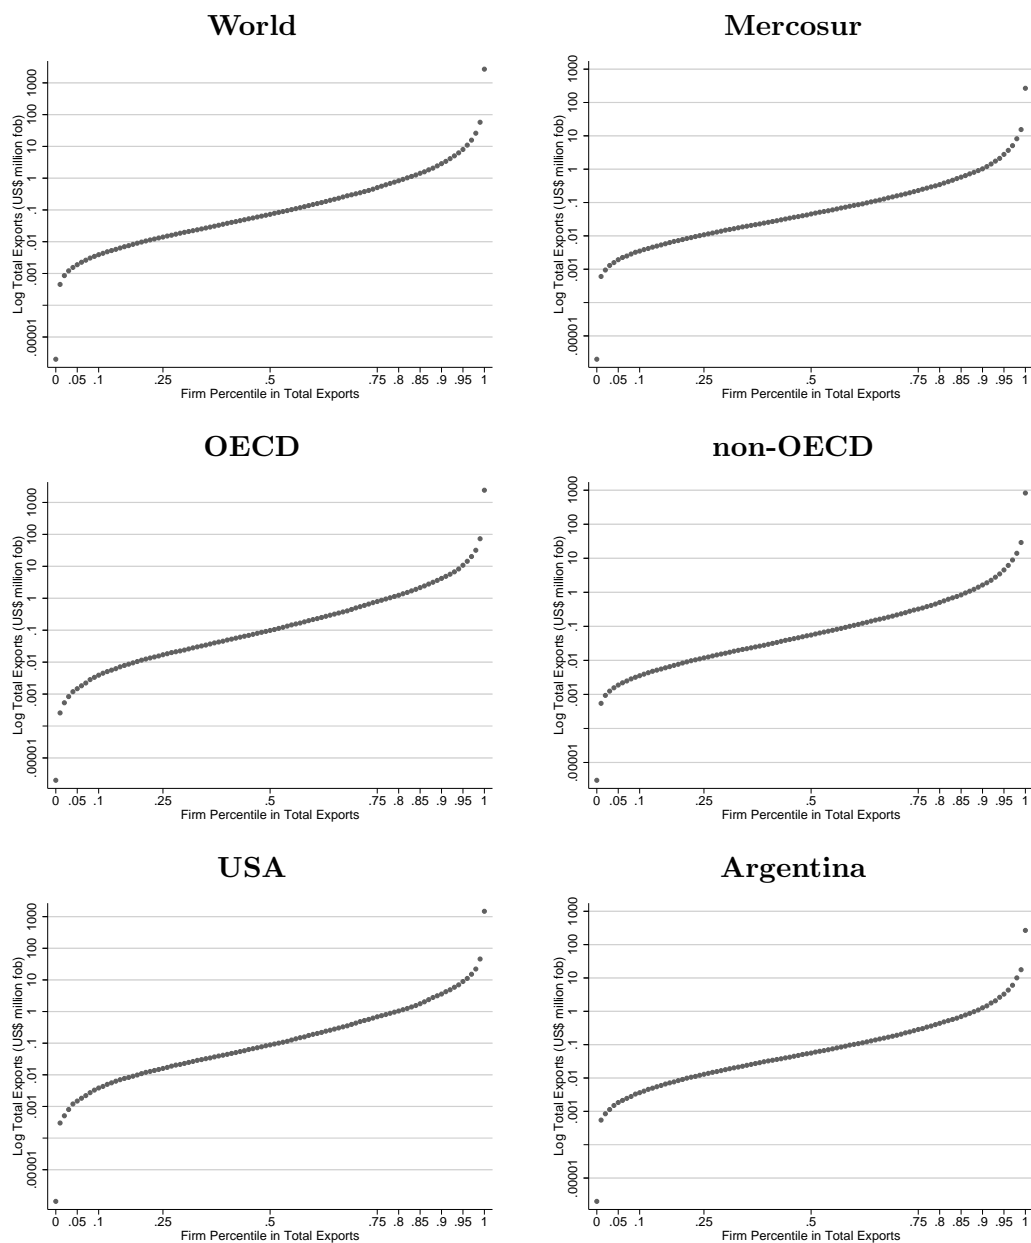 World
Mercosur
Log Total Exports (US$ million fob)
.00001 .001 .01 .1 1 10 100 1000
0 .05 .1 .25 .5 .75 .8 .85 .9 .95 1
Firm Percentile in Total Exports
Log Total Exports (US$ million fob)
.00001 .001 .01 .1 1 10 100 1000
0 .05 .1 .25 .5 .75 .8 .85 .9 .95 1
Firm Percentile in Total Exports
OECD
non-OECD
Log Total Exports (US$ million fob)
.00001 .001 .01 .1 1 10 100 1000
0 .05 .1 .25 .5 .75 .8 .85 .9 .95 1
Firm Percentile in Total Exports
Log Total Exports (US$ million fob)
.00001 .001 .01 .1 1 10 100 1000
0 .05 .1 .25 .5 .75 .8 .85 .9 .95 1
Firm Percentile in Total Exports
USA
Argentina
Log Total Exports (US$ million fob)
.00001 .001 .01 .1 1 10 100 1000
0 .05 .1 .25 .5 .75 .8 .85 .9 .95 1
Firm Percentile in Total Exports
Log Total Exports (US$ million fob)
.00001 .001 .01 .1 1 10 100 1000
0 .05 .1 .25 .5 .75 .8 .85 .9 .95 1
Firm Percentile in Total Exports